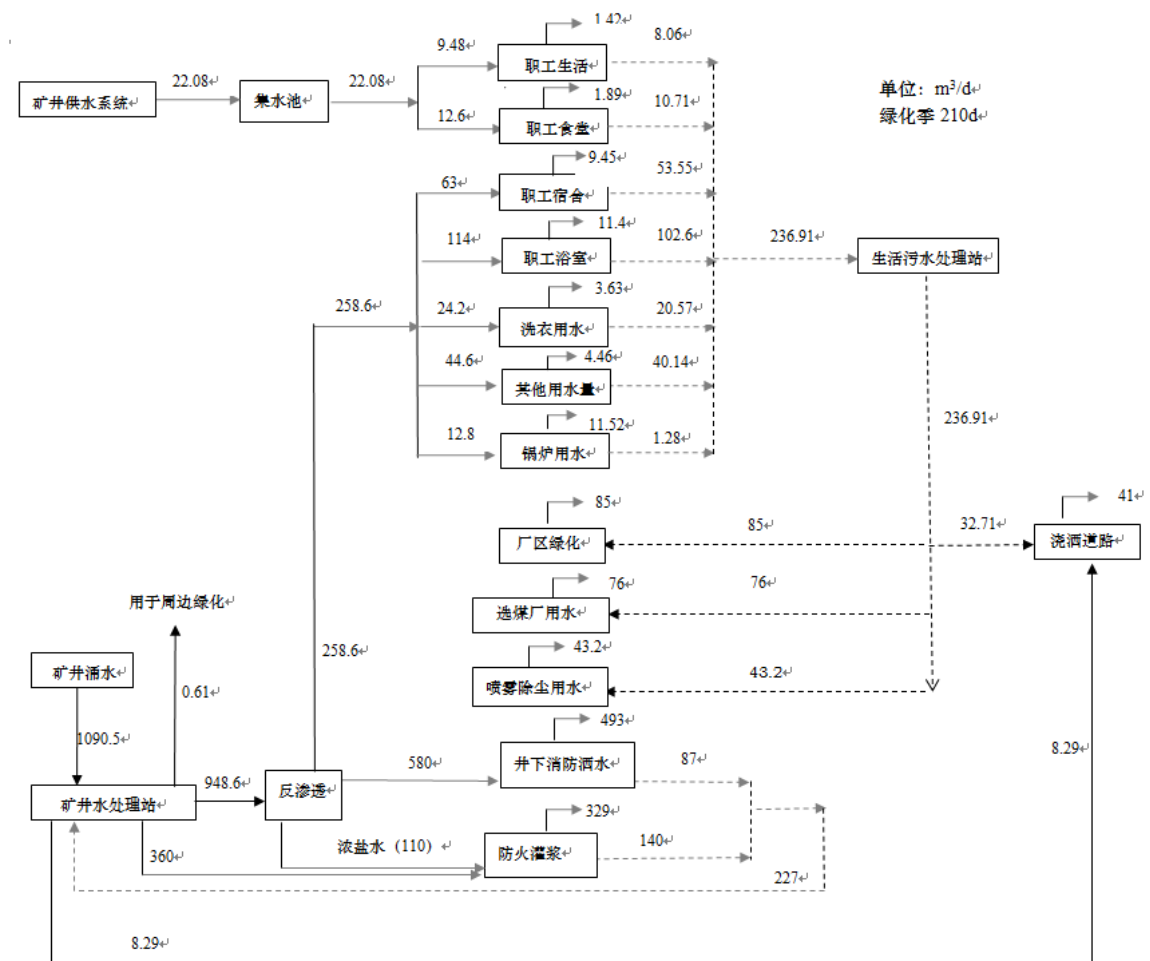 1.42
9.48
8.06
职工生活
22.08
22.08
单位：m³/d
矿井供水系统
集水池
1.89
10.71
绿化季 210d
12.6
职工食堂
9.45
53.55
63
职工宿舍
11.4
114
102.6
236.91
职工浴室
生活污水处理站
3.63
258.6
24.2
20.57
洗衣用水
4.46
44.6
40.14
其他用水量
11.52
236.91
12.8
1.28
锅炉用水
41
85
85
32.71
厂区绿化
浇洒道路
76
76
用于周边绿化
选煤厂用水
43.2
258.6
矿井涌水
43.2
0.61
喷雾除尘用水
493
1090.5
8.29
580
87
948.6
井下消防洒水
矿井水处理站
反渗透
329
浓盐水（110）
140
360
防火灌浆
227
8.29